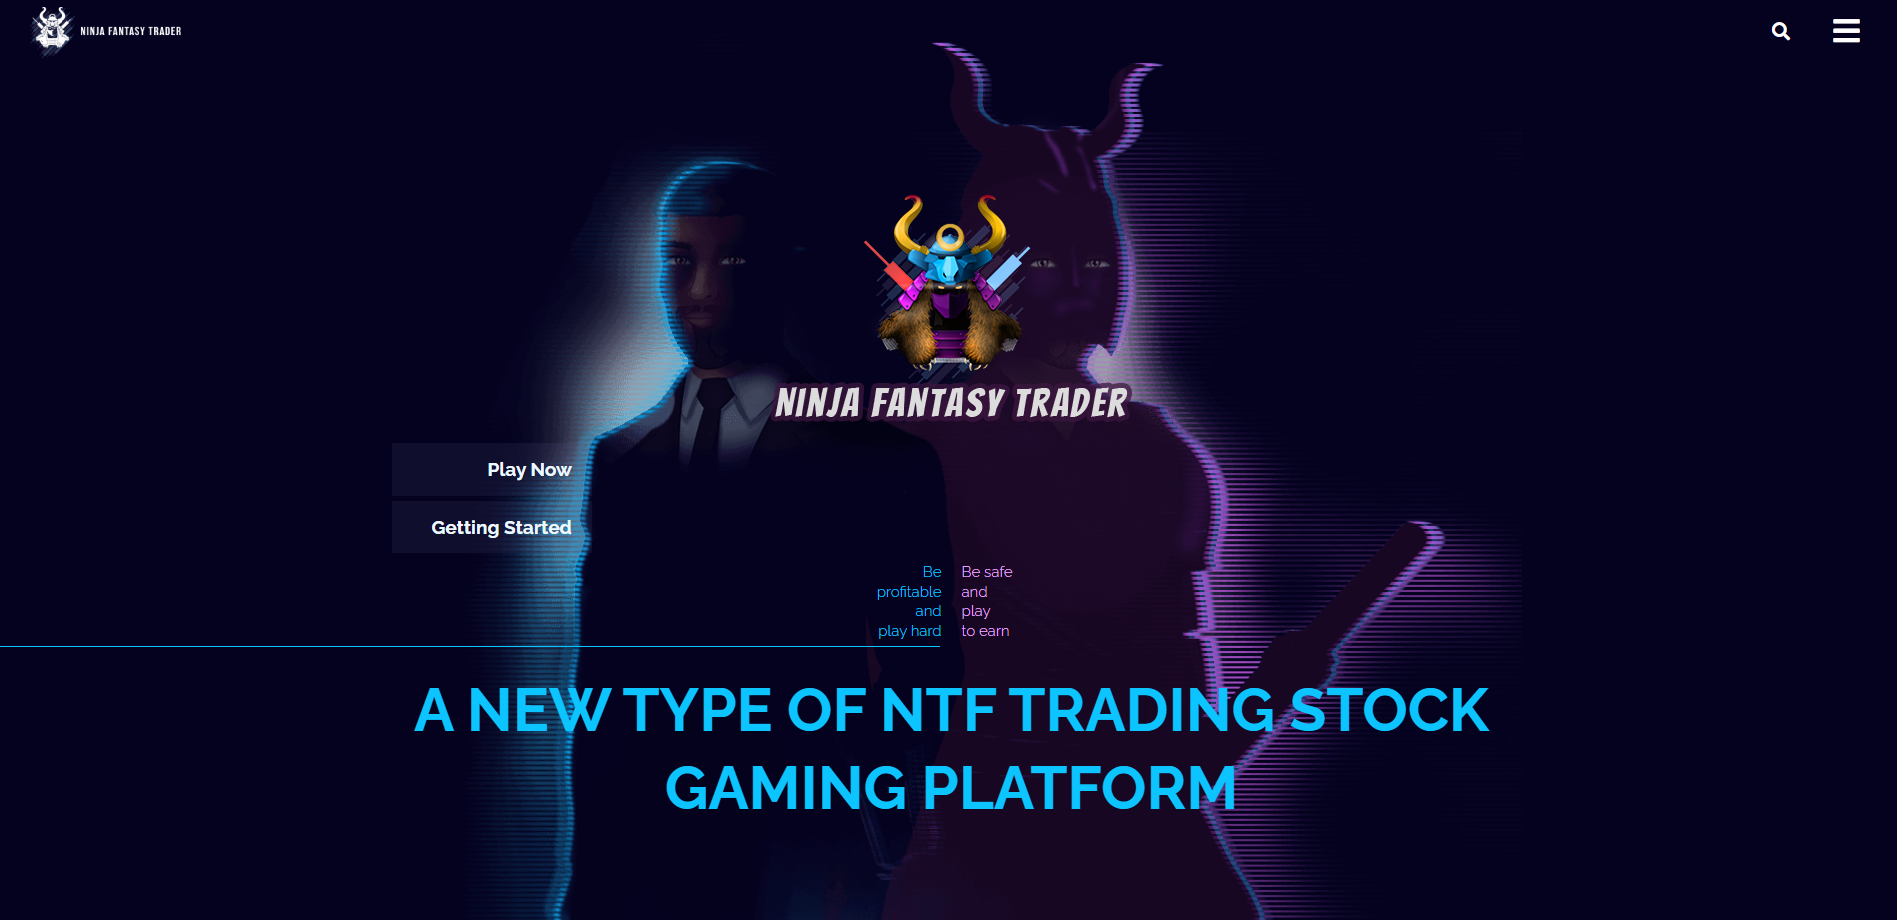 NINJA FANTASY TRADER
NINJA FANTASY TRADER
Play Now
Getting Started
Be
profitable
and
play hard
Be safe
and
play
to earn
A NEW TYPE OF NTF TRADING STOCK
GAMING PLATFORM